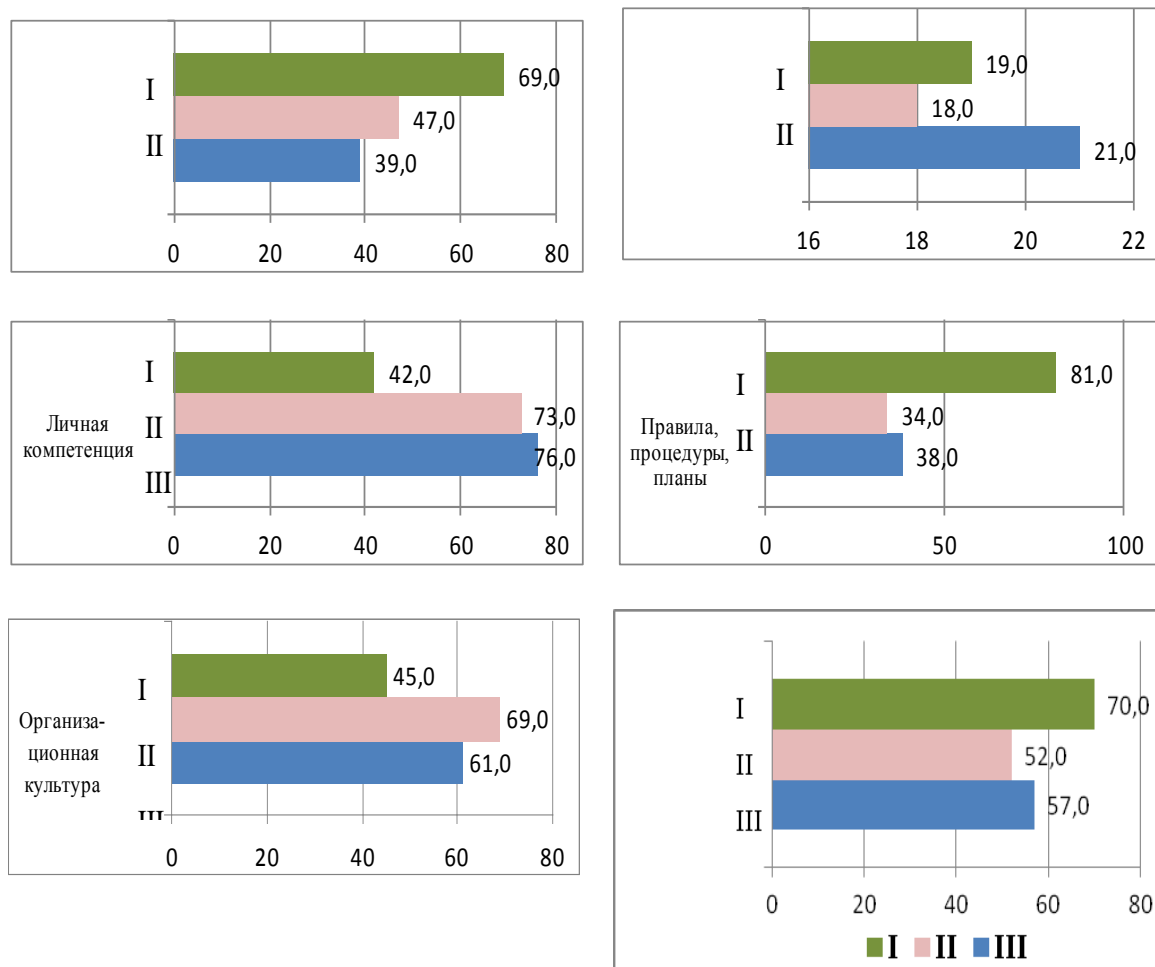 I
69,0
47,0
II
39,0
0 20 40 60 80
I
19,0
18,0
II
21,0
16 18 20 22
I
42,0
Личная
компетенция
II
73,0
76,0
III
0 20 40 60 80
I
81,0
Правила,
процедуры,
планы
34,0
II
38,0
0 50 100
45,0
I
Организа-
ционная
культура
69,0
II
61,0
III
0 20 40 60 80
I
70,0
52,0
II
57,0
III
0 20 40 60 80
I II III